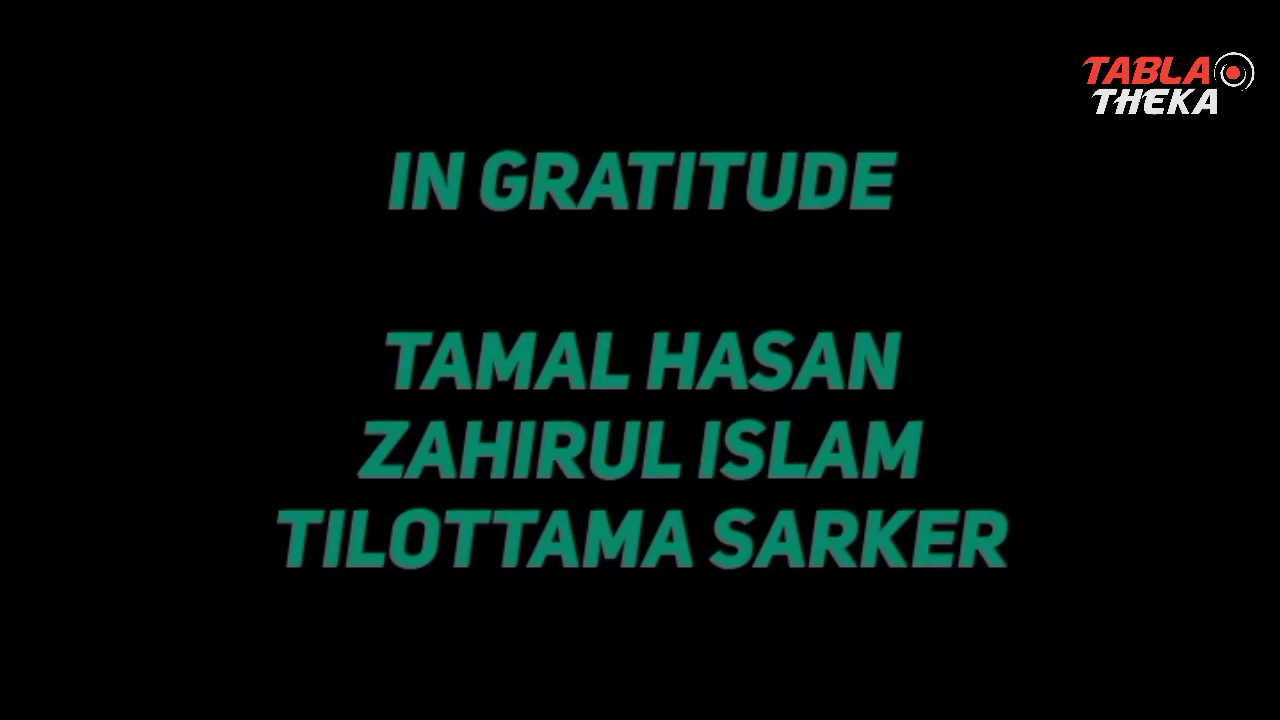 TABLA
THEKA
IN GRATITUDE
TAMAL HASAN
ZAHIRUL ISLAM
TILOTTAMA SARKER